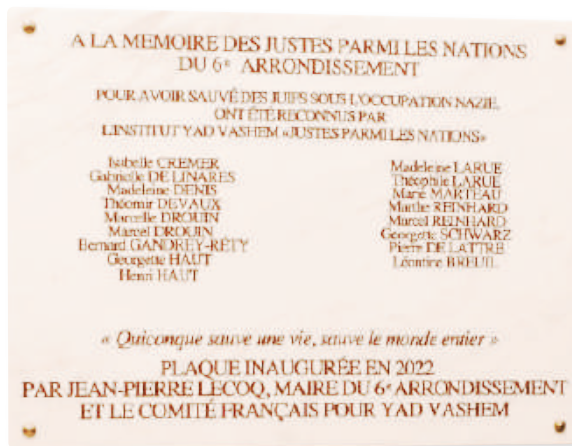 A LA MEMOIRE DES JUSTES PARMI LES NATIONS
DU 6e ARRONDISSEMENT
POUR AVOIR SAUVÉ DES JUIFS SOUS L'OCCUPATION NAZIE,
ONT ÉTÉ RECONNUS PAR
L'INSTITUT YAD VASHEM «JUSTES PARMI LES NATIONS»
Isabelle CREMER
Gabrielle DE LINARES
Madeleine DENIS
Théomir DEVAUX
Marcelle DROUIN
Marcel DROUIN
Bernard GANDREY-RÉTY
Georgette HAUT
Henri HAUT
Madeleine LARUE
Théophile LARUE
Marie MARTEAU
Marthe REINHARD
Marcel REINHARD
Georgette SCHWARZ
Pierre DE LATTRE
Léontine BREUIL
« Quiconque sauve une vie, sauve le monde entier »
PLAQUE INAUGURÉE EN 2022
PAR JEAN-PIERRE LECOQ, MAIRE DU 6e ARRONDISSEMENT
ET LE COMITÉ FRANÇAIS POUR YAD VASHEM